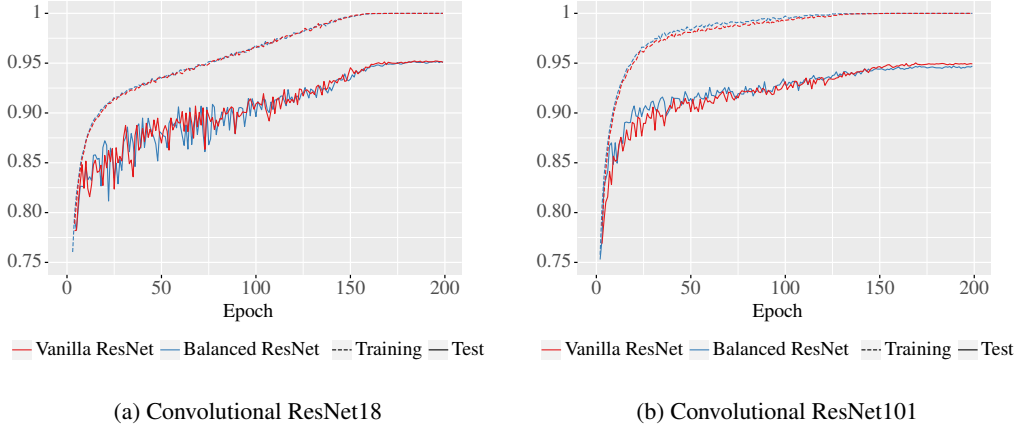 1
0.95
0.90
0.85
0.80
0.75
0 50 100 150 200
Epoch
Vanilla ResNet Balanced ResNet Training Test
(a) Convolutional ResNet18
1
0.95
0.90
0.85
0.80
0.75
0 50 100 150 200
Epoch
Vanilla ResNet Balanced ResNet Training Test
(b) Convolutional ResNet101